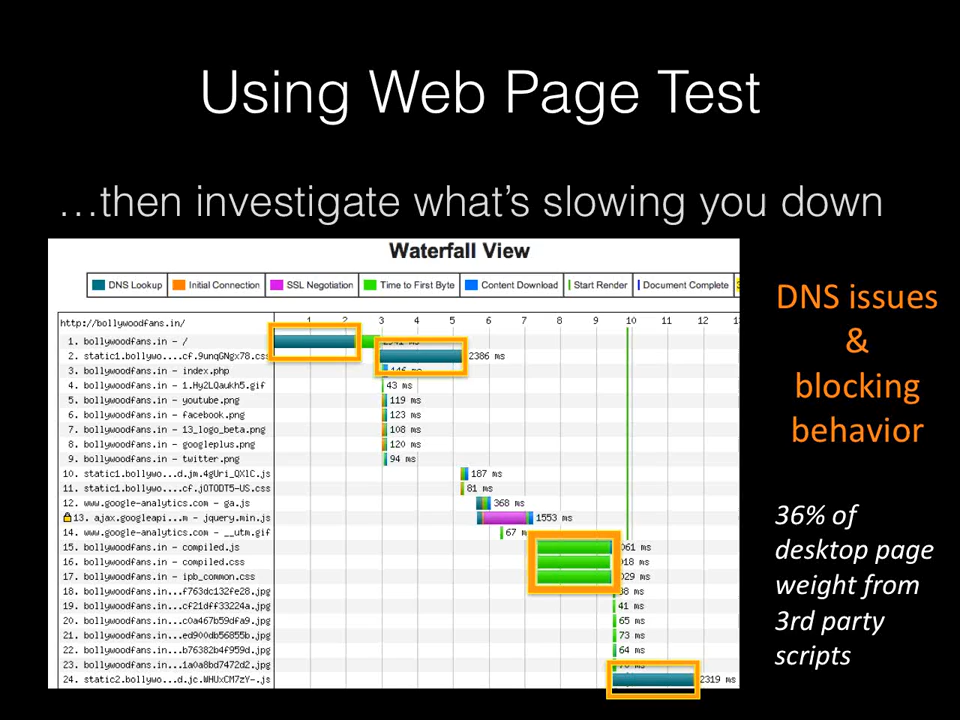 Using Web Page Test
…then investigate what's slowing you down
Waterfall View
DNS Lookup Initial Connection SSL Negotiation Time to First Byte Content Download Start Render Document Complete
http://bollywoodfans.in/ 1 2 3 4 5 6 7 8 9 10 11 12
1. bollywoodfans.in - /
2. static1.bollywo...cf.9unqGNgx78.css 2386 ms
3. bollywoodfans.in - index.php 146 ms
4. bollywoodfans.in - 1.Hy2LQaukh5.gif 43 ms
5. bollywoodfans.in - youtube.png 119 ms
6. bollywoodfans.in - facebook.png 123 ms
7. bollywoodfans.in - 13_logo_beta.png 108 ms
8. bollywoodfans.in - googleplus.png 120 ms
9. bollywoodfans.in - twitter.png 94 ms
10. static1.bollywo...d.jm.4gUri_QXlC.js 187 ms
11. static1.bollywo...cf.jOTODT5-US.css 81 ms
12. www.google-analytics.com - ga.js 368 ms
13. ajax.googleapi...m - jquery.min.js 1553 ms
14. www.google-analytics.com - __utm.gif 67 m
15. bollywoodfans.in - compiled.js 061 ms
16. bollywoodfans.in - compiled.css 018 ms
17. bollywoodfans.in - ipb_common.css 029 ms
18. bollywoodfans.in...f763dc132fe28.jpg 38 ms
19. bollywoodfans.in...cf21dff33224a.jpg 41 ms
20. bollywoodfans.in...c0a467b59dfa9.jpg 65 ms
21. bollywoodfans.in...ed900db56855b.jpg 73 ms
22. bollywoodfans.in...b76382b4f959d.jpg 64 ms
23. bollywoodfans.in...1a0a8bd7472d2.jpg
24. static2.bollywo...d.jc.WHUxCM7zY-.js 2319 ms
DNS issues
&
blocking
behavior
36% of
desktop page
weight from
3rd party
scripts